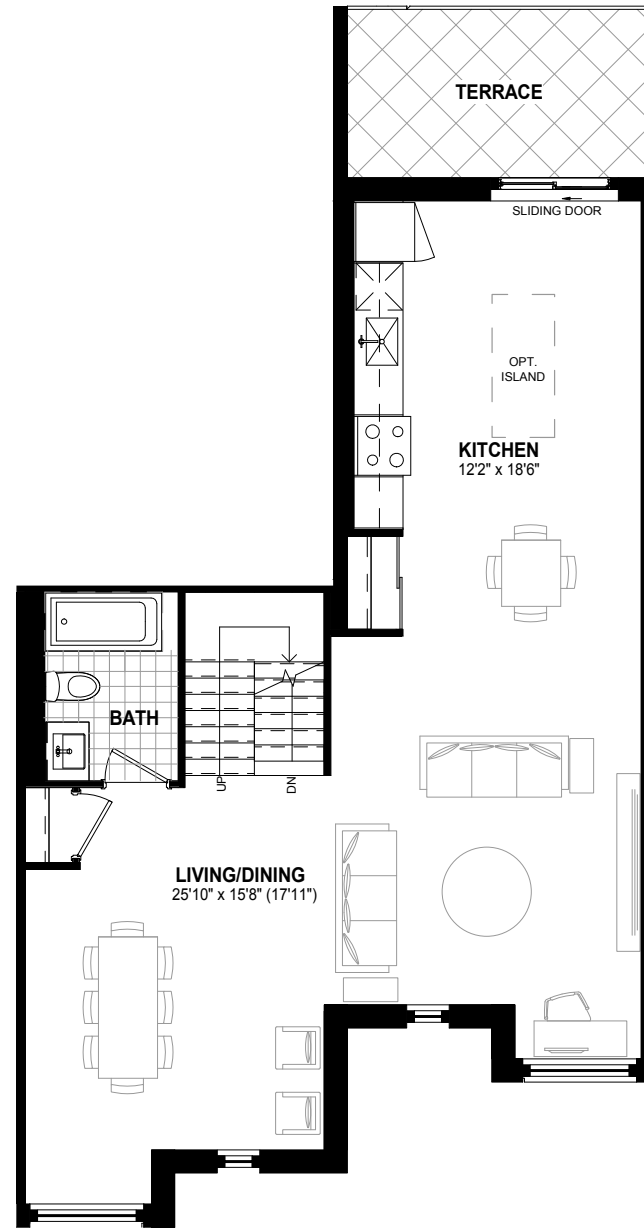 TERRACE
SLIDING DOOR
OPT.
ISLAND
KITCHEN
12'2" x 18'6"
BATH
UP
DN
LIVING/DINING
25'10" x 15'8" (17'11")